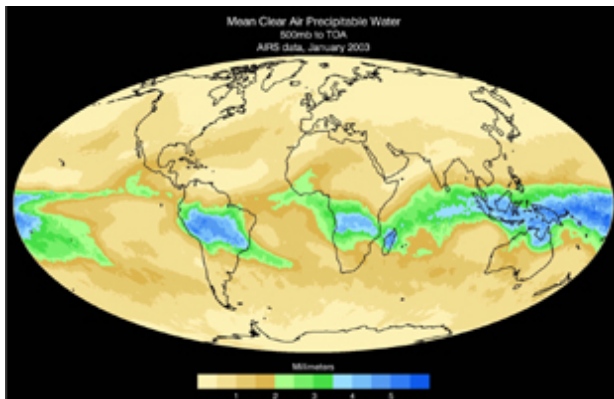 Mean Clear Air Precipitable Water
500mb to TOA
AIRS data, January 2003
Millimeters
1 2 3 4 5